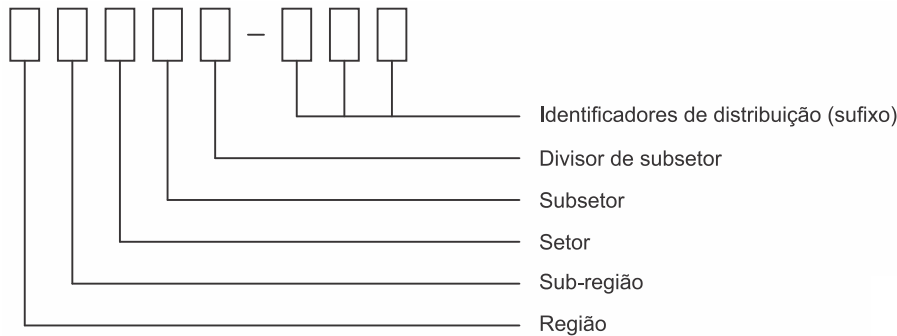 Identificadores de distribuição (sufixo)
Divisor de subsetor
Subsetor
Setor
Sub-região
Região